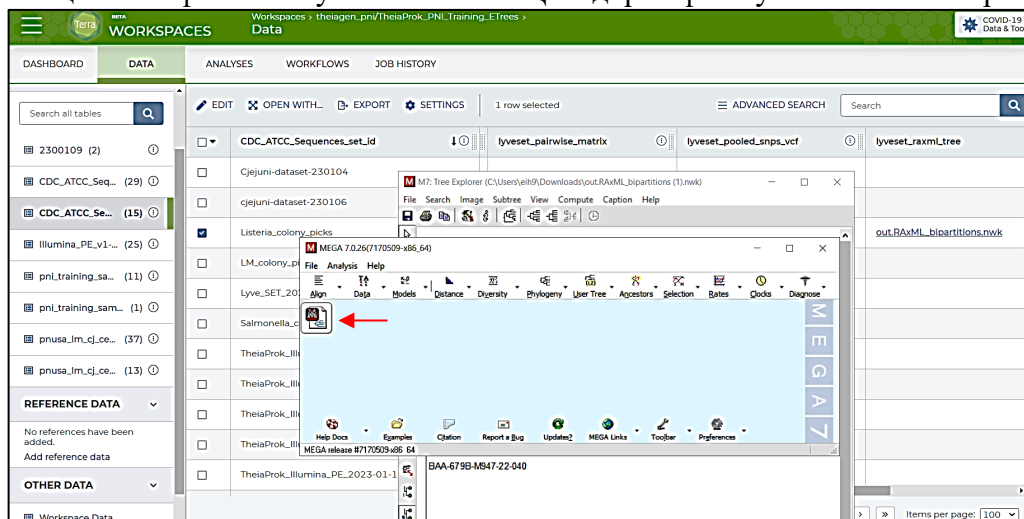 Terra
BETA
WORKSPACES
Workspaces › theiagen_pni/TheiaProk_PNI_Training_ETrees ›
Data
COVID-19
Data & Too
DASHBOARD DATA ANALYSES WORKFLOWS JOB HISTORY
Search all tables
EDIT OPEN WITH... EXPORT SETTINGS 1 row selected ADVANCED SEARCH Search
2300109 (2)
CDC_ATCC_Seq... (29)
CDC_ATCC_Se... (15)
Illumina_PE_v1-... (25)
pni_training_sa... (11)
pni_training_sam... (1)
pnusa_lm_cj_ce... (37)
pnusa_lm_cj_ce... (13)
REFERENCE DATA
No references have been
added.
Add reference data
OTHER DATA
Workspace Data
CDC_ATCC_Sequences_set_id lyveset_pairwise_matrix lyveset_pooled_snps_vcf lyveset_raxml_tree
Cjejuni-dataset-230104
cjejuni-dataset-230106
Listeria_colony_picks
out.RAxML_bipartitions.nwk
LM_colony_pi
Lyve_SET_20
Salmonella_c
TheiaProk_Illu
TheiaProk_Illu
TheiaProk_Illu
TheiaProk_Illu
TheiaProk_Illumina_PE_2023-01-1
M7: Tree Explorer (C:\Users\eih9\Downloads\out.RAxML_bipartitions (1).nwk)
File Search Image Subtree View Compute Caption Help
MEGA 7.0.26(7170509-x86_64)
File Analysis Help
Align Data Models Distance Diversity Phylogeny User Tree Ancestors Selection Rates Clocks Diagnose
MEGA7
Help Docs Examples Citation Report a Bug Updates? MEGA Links Toolbar Preferences
MEGA release #7170509-x86_64
BAA-679B-M947-22-040
Items per page: 100